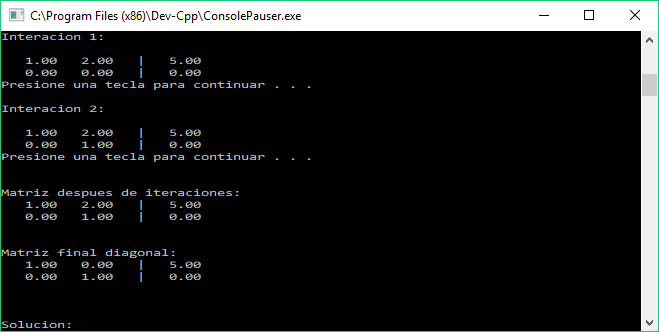 C:\Program Files (x86)\Dev-Cpp\ConsolePauser.exe
Interacion 1:
1.00 2.00 | 5.00
0.00 0.00 | 0.00
Presione una tecla para continuar . . .
Interacion 2:
1.00 2.00 | 5.00
0.00 1.00 | 0.00
Presione una tecla para continuar . . .
Matriz despues de iteraciones:
1.00 2.00 | 5.00
0.00 1.00 | 0.00
Matriz final diagonal:
1.00 0.00 | 5.00
0.00 1.00 | 0.00
Solucion: